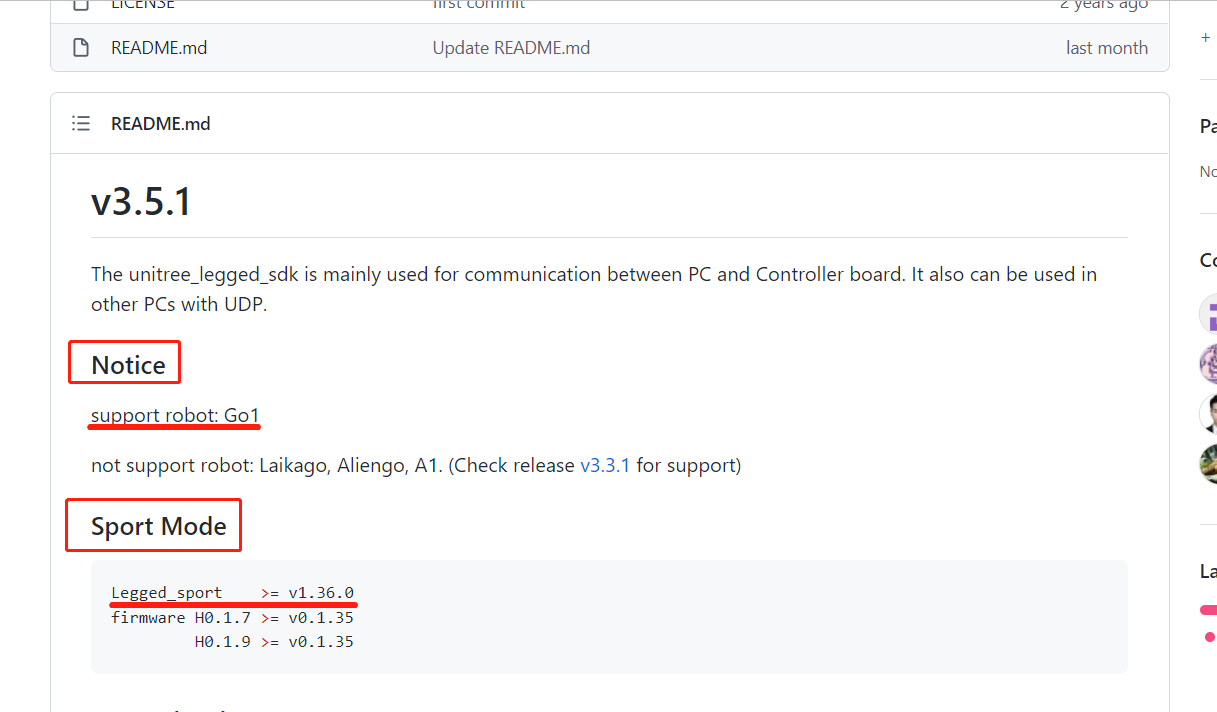 LICENSE first commit 2 years ago
README.md Update README.md last month
README.md
v3.5.1
The unitree_legged_sdk is mainly used for communication between PC and Controller board. It also can be used in
other PCs with UDP.
Notice
support robot: Go1
not support robot: Laikago, Aliengo, A1. (Check release v3.3.1 for support)
Sport Mode
Legged_sport    >= v1.36.0
firmware H0.1.7 >= v0.1.35
         H0.1.9 >= v0.1.35
+
Pa
No
Co
La